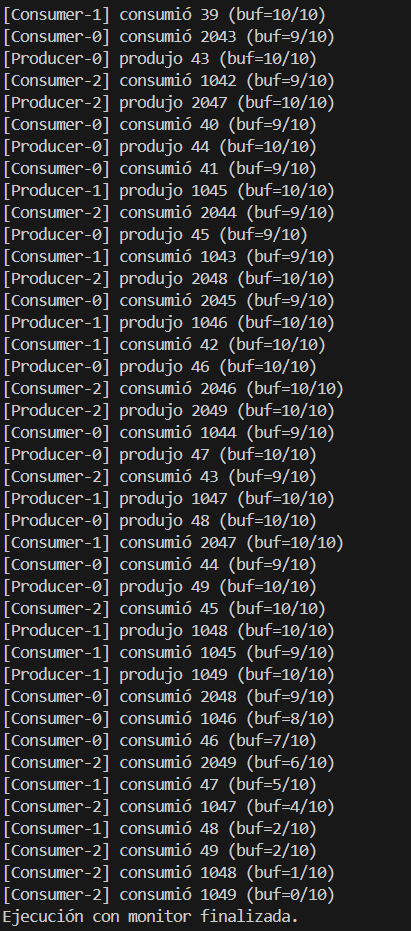 [Consumer-1] consumió 39 (buf=10/10)
[Consumer-0] consumió 2043 (buf=9/10)
[Producer-0] produjo 43 (buf=10/10)
[Consumer-2] consumió 1042 (buf=9/10)
[Producer-2] produjo 2047 (buf=10/10)
[Consumer-0] consumió 40 (buf=9/10)
[Producer-0] produjo 44 (buf=10/10)
[Consumer-0] consumió 41 (buf=9/10)
[Producer-1] produjo 1045 (buf=10/10)
[Consumer-2] consumió 2044 (buf=9/10)
[Producer-0] produjo 45 (buf=9/10)
[Consumer-1] consumió 1043 (buf=9/10)
[Producer-2] produjo 2048 (buf=10/10)
[Consumer-0] consumió 2045 (buf=9/10)
[Producer-1] produjo 1046 (buf=10/10)
[Consumer-1] consumió 42 (buf=10/10)
[Producer-0] produjo 46 (buf=10/10)
[Consumer-2] consumió 2046 (buf=10/10)
[Producer-2] produjo 2049 (buf=10/10)
[Consumer-0] consumió 1044 (buf=9/10)
[Producer-0] produjo 47 (buf=10/10)
[Consumer-2] consumió 43 (buf=9/10)
[Producer-1] produjo 1047 (buf=10/10)
[Producer-0] produjo 48 (buf=10/10)
[Consumer-1] consumió 2047 (buf=10/10)
[Consumer-0] consumió 44 (buf=9/10)
[Producer-0] produjo 49 (buf=10/10)
[Consumer-2] consumió 45 (buf=10/10)
[Producer-1] produjo 1048 (buf=10/10)
[Consumer-1] consumió 1045 (buf=9/10)
[Producer-1] produjo 1049 (buf=10/10)
[Consumer-0] consumió 2048 (buf=9/10)
[Consumer-0] consumió 1046 (buf=8/10)
[Consumer-0] consumió 46 (buf=7/10)
[Consumer-2] consumió 2049 (buf=6/10)
[Consumer-1] consumió 47 (buf=5/10)
[Consumer-2] consumió 1047 (buf=4/10)
[Consumer-1] consumió 48 (buf=2/10)
[Consumer-2] consumió 49 (buf=2/10)
[Consumer-2] consumió 1048 (buf=1/10)
[Consumer-2] consumió 1049 (buf=0/10)
Ejecución con monitor finalizada.